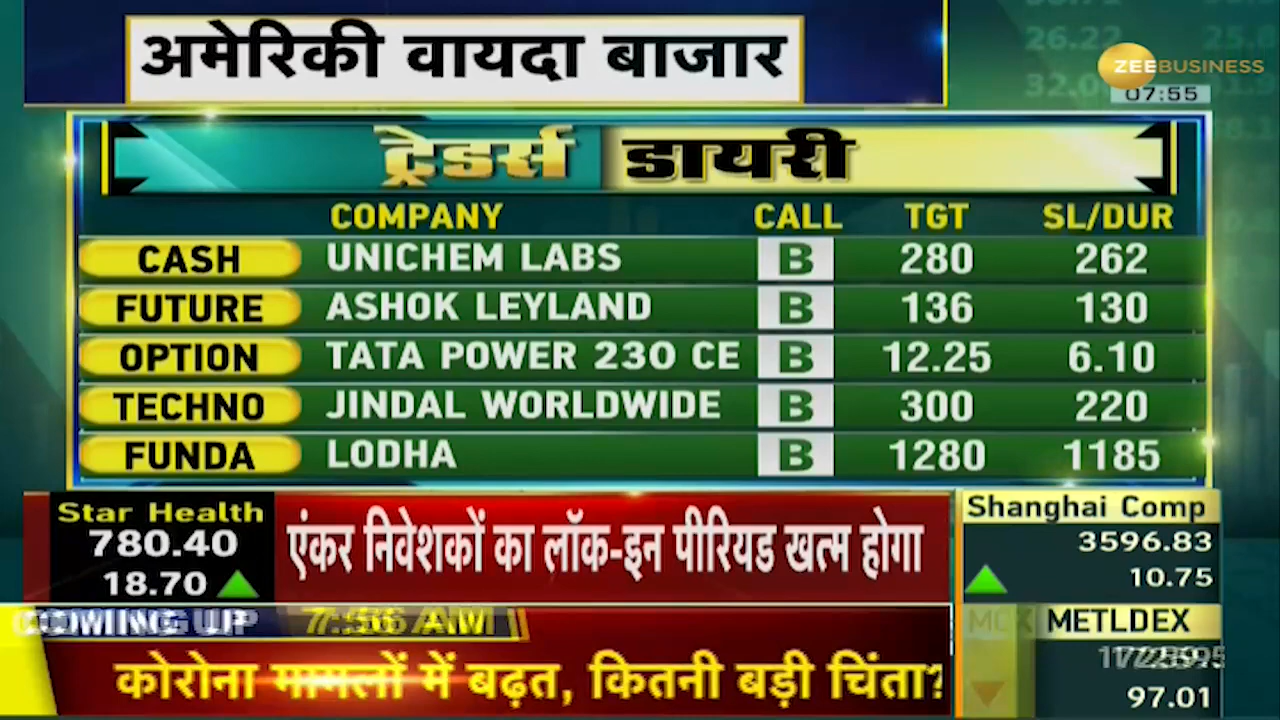 अमेरिकी वायदा बाजार
ZEEBUSINESS
07:55
ट्रेडर्स डायरी
COMPANY CALL TGT SL/DUR
CASH UNICHEM LABS B 280 262
FUTURE ASHOK LEYLAND B 136 130
OPTION TATA POWER 230 CE B 12.25 6.10
TECHNO JINDAL WORLDWIDE B 300 220
FUNDA LODHA B 1280 1185
Star Health
780.40
18.70
एंकर निवेशकों का लॉक-इन पीरियड खत्म होगा
Shanghai Comp
3596.83
10.75
COMING UP 7:56 AM
कोरोना मामलों में बढ़त, कितनी बड़ी चिंता?
MCX METLDEX
97.01